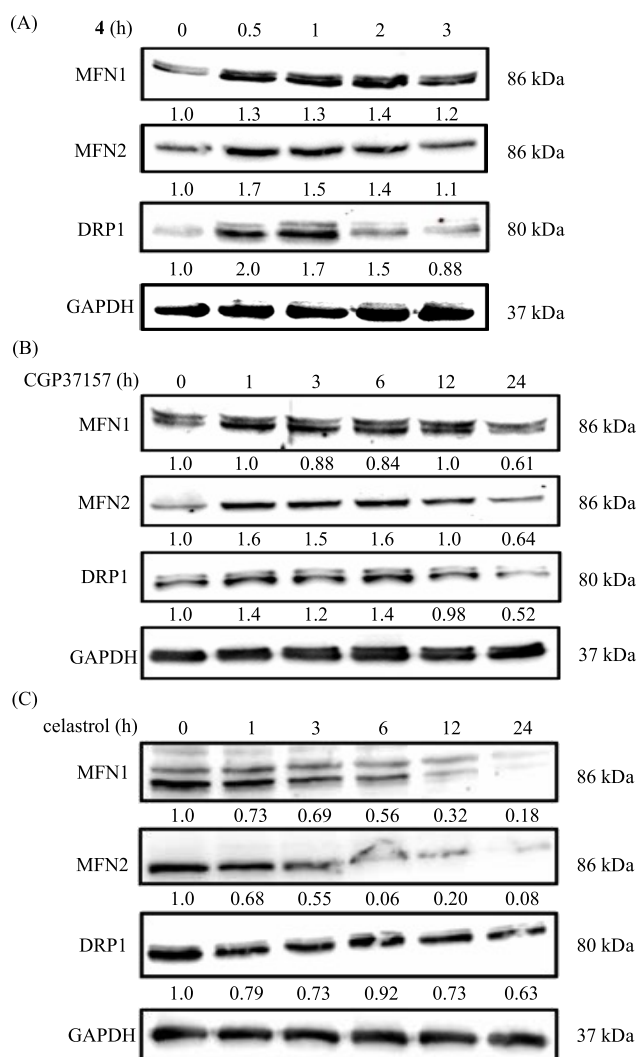 (A)
4 (h) 0 0.5 1 2 3
MFN1 86 kDa
1.0 1.3 1.3 1.4 1.2
MFN2 86 kDa
1.0 1.7 1.5 1.4 1.1
DRP1 80 kDa
1.0 2.0 1.7 1.5 0.88
GAPDH 37 kDa
(B)
CGP37157 (h) 0 1 3 6 12 24
MFN1 86 kDa
1.0 1.0 0.88 0.84 1.0 0.61
MFN2 86 kDa
1.0 1.6 1.5 1.6 1.0 0.64
DRP1 80 kDa
1.0 1.4 1.2 1.4 0.98 0.52
GAPDH 37 kDa
(C)
celastrol (h) 0 1 3 6 12 24
MFN1 86 kDa
1.0 0.73 0.69 0.56 0.32 0.18
MFN2 86 kDa
1.0 0.68 0.55 0.06 0.20 0.08
DRP1 80 kDa
1.0 0.79 0.73 0.92 0.73 0.63
GAPDH 37 kDa